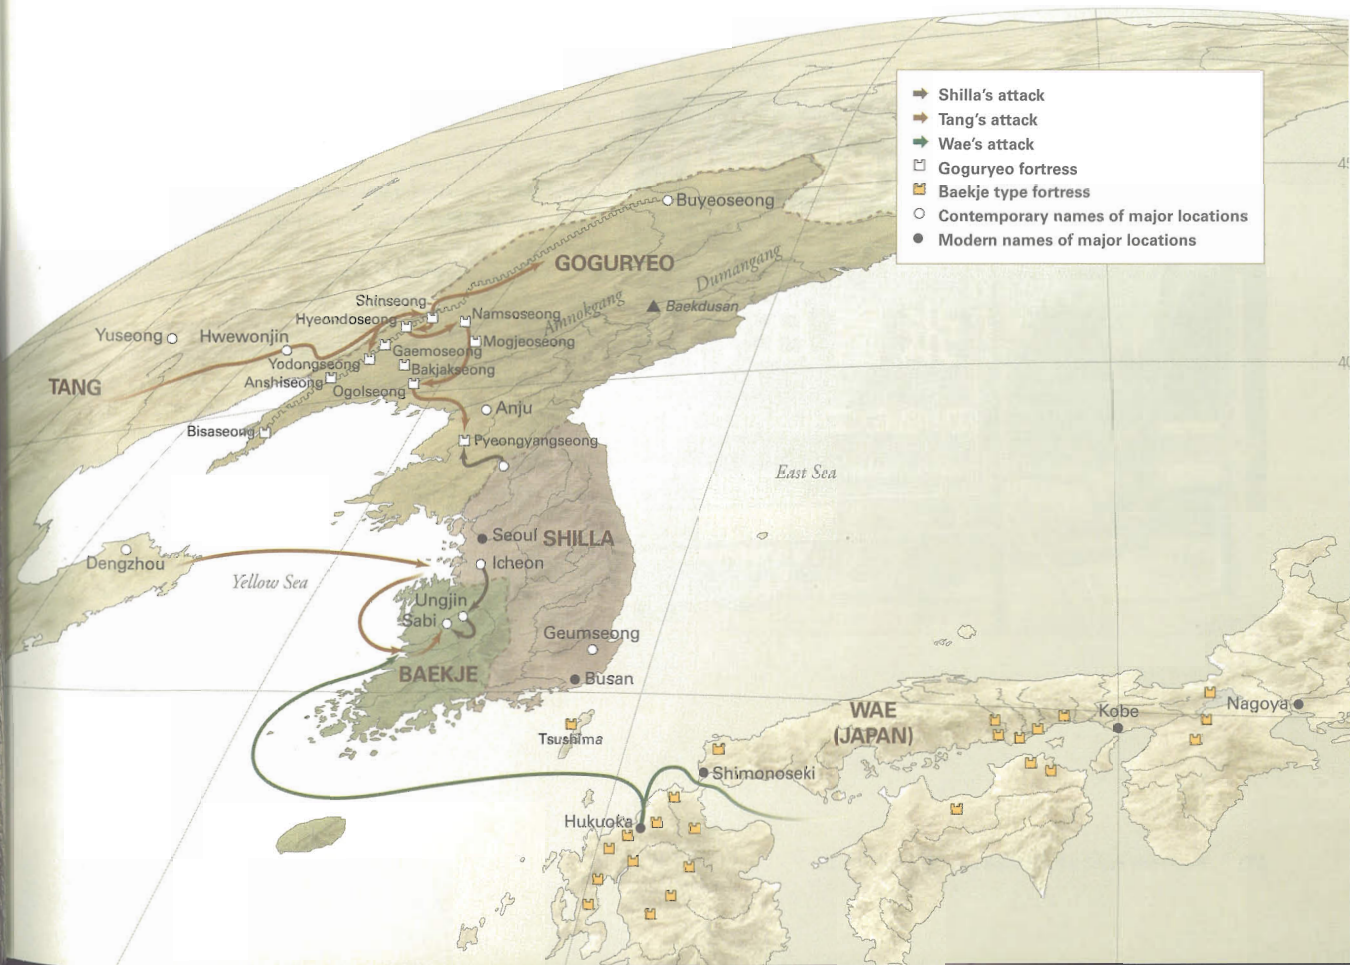 Shilla's attack
Tang's attack
Wae's attack
Goguryeo fortress
Baekje type fortress
Contemporary names of major locations
Modern names of major locations
45
Buyeoseong
GOGURYEO
Dumangang
Shinseong
Baekdusan
Amnokgang
Hyeondoseong
Namsoseong
Yuseong
Hwewonjin
Mogjeoseong
Gaemoseong
Yodongseong
Bakjakseong
40
TANG
Anshiseong
Ogolseong
Anju
Bisaseong
Pyeongyangseong
East Sea
Seoul
SHILLA
Dengzhou
Icheon
Yellow Sea
Ungjin
Sabi
Geumseong
BAEKJE
Busan
WAE
(JAPAN)
Kobe
Nagoya
35
Tsushima
Shimonoseki
Hukuoka